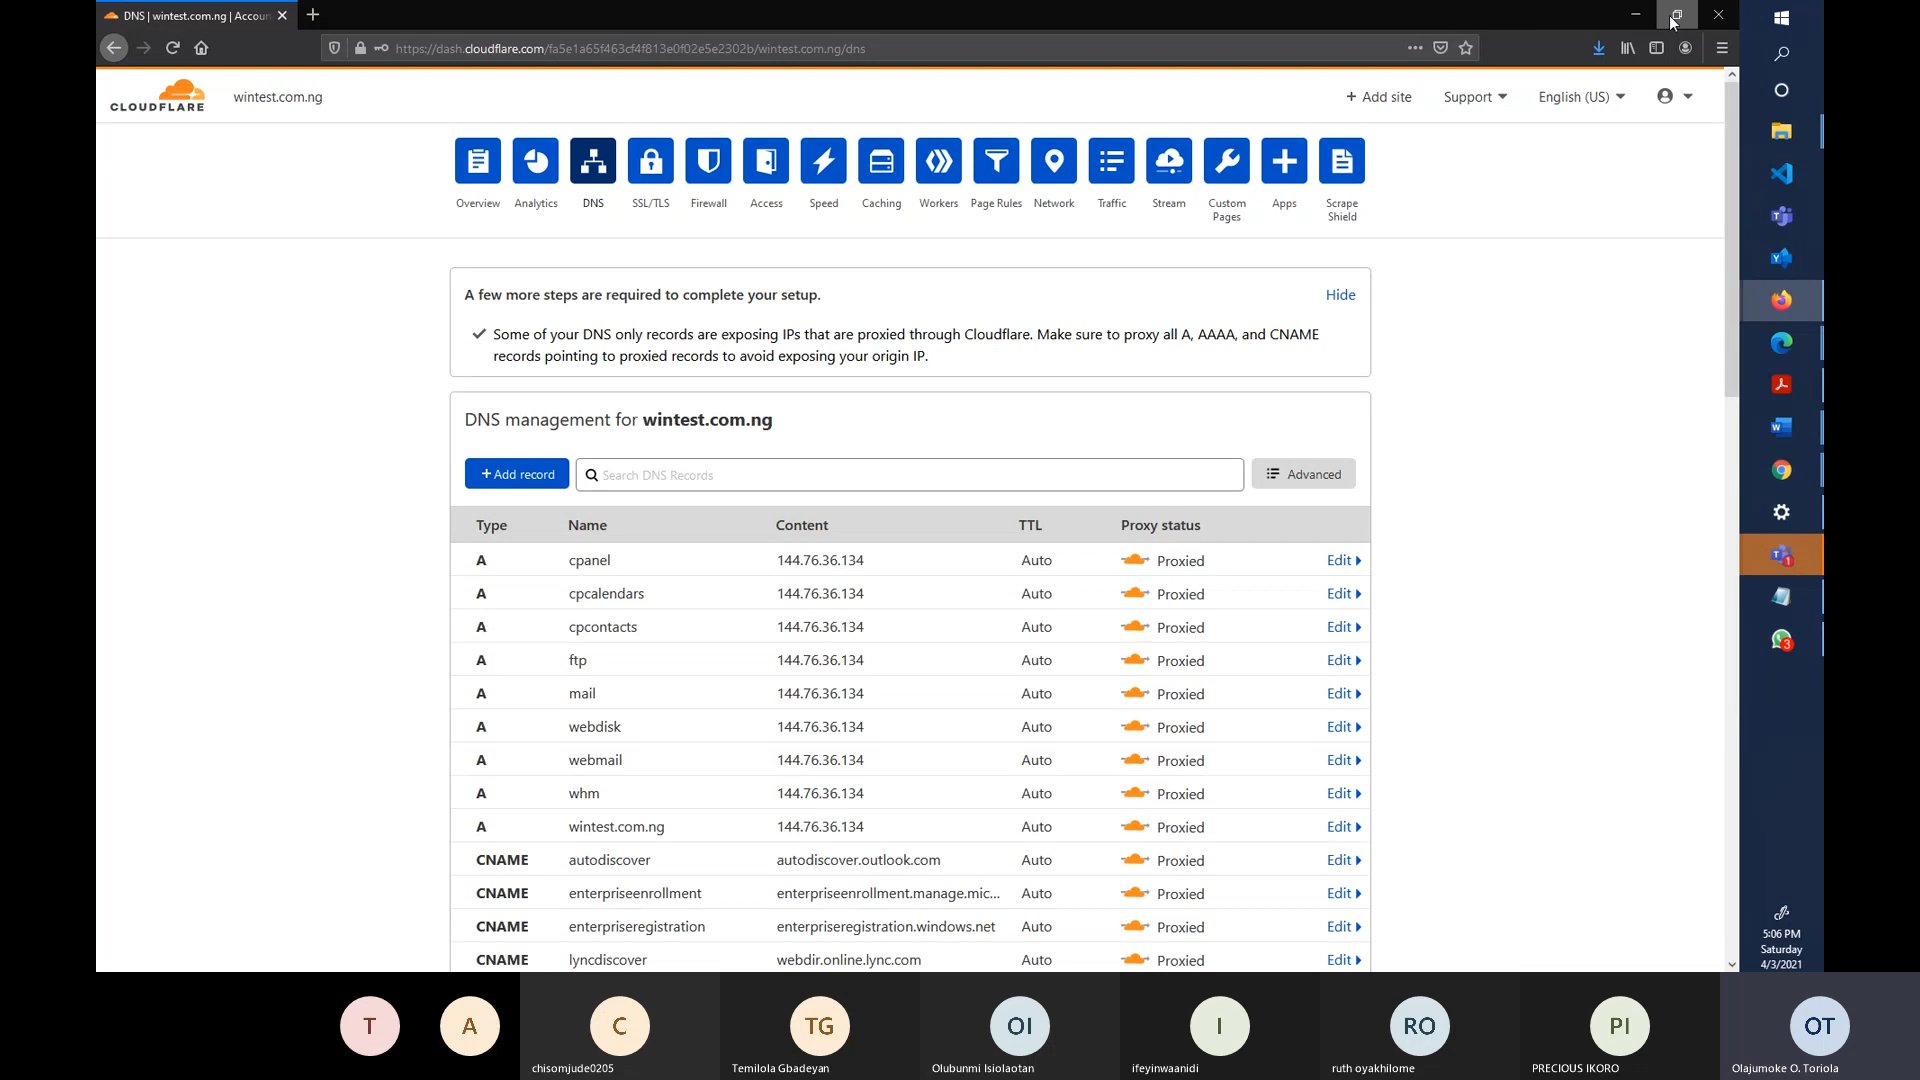 DNS | wintest.com.ng | Accoun
https://dash.cloudflare.com/fa5e1a65f463cf4f813e0f02e5e2302b/wintest.com.ng/dns
CLOUDFLARE
wintest.com.ng
+ Add site
Support
English (US)
Overview
Analytics
DNS
SSL/TLS
Firewall
Access
Speed
Caching
Workers
Page Rules
Network
Traffic
Stream
Custom Pages
Apps
Scrape Shield
A few more steps are required to complete your setup.
Hide
Some of your DNS only records are exposing IPs that are proxied through Cloudflare. Make sure to proxy all A, AAAA, and CNAME
records pointing to proxied records to avoid exposing your origin IP.
DNS management for wintest.com.ng
+ Add record
Search DNS Records
Advanced
Type Name Content TTL Proxy status
A cpanel 144.76.36.134 Auto Proxied Edit
A cpcalendars 144.76.36.134 Auto Proxied Edit
A cpcontacts 144.76.36.134 Auto Proxied Edit
A ftp 144.76.36.134 Auto Proxied Edit
A mail 144.76.36.134 Auto Proxied Edit
A webdisk 144.76.36.134 Auto Proxied Edit
A webmail 144.76.36.134 Auto Proxied Edit
A whm 144.76.36.134 Auto Proxied Edit
A wintest.com.ng 144.76.36.134 Auto Proxied Edit
CNAME autodiscover autodiscover.outlook.com Auto Proxied Edit
CNAME enterpriseenrollment enterpriseenrollment.manage.mic... Auto Proxied Edit
CNAME enterpriseregistration enterpriseregistration.windows.net Auto Proxied Edit
CNAME lyncdiscover webdir.online.lync.com Auto Proxied Edit
1
3
5:06 PM
Saturday
4/3/2021
T
A
C
TG
OI
I
RO
PI
OT
chisomjude0205
Temilola Gbadeyan
Olubunmi Isiolaotan
ifeyinwaanidi
ruth oyakhilome
PRECIOUS IKORO
Olajumoke O. Toriola